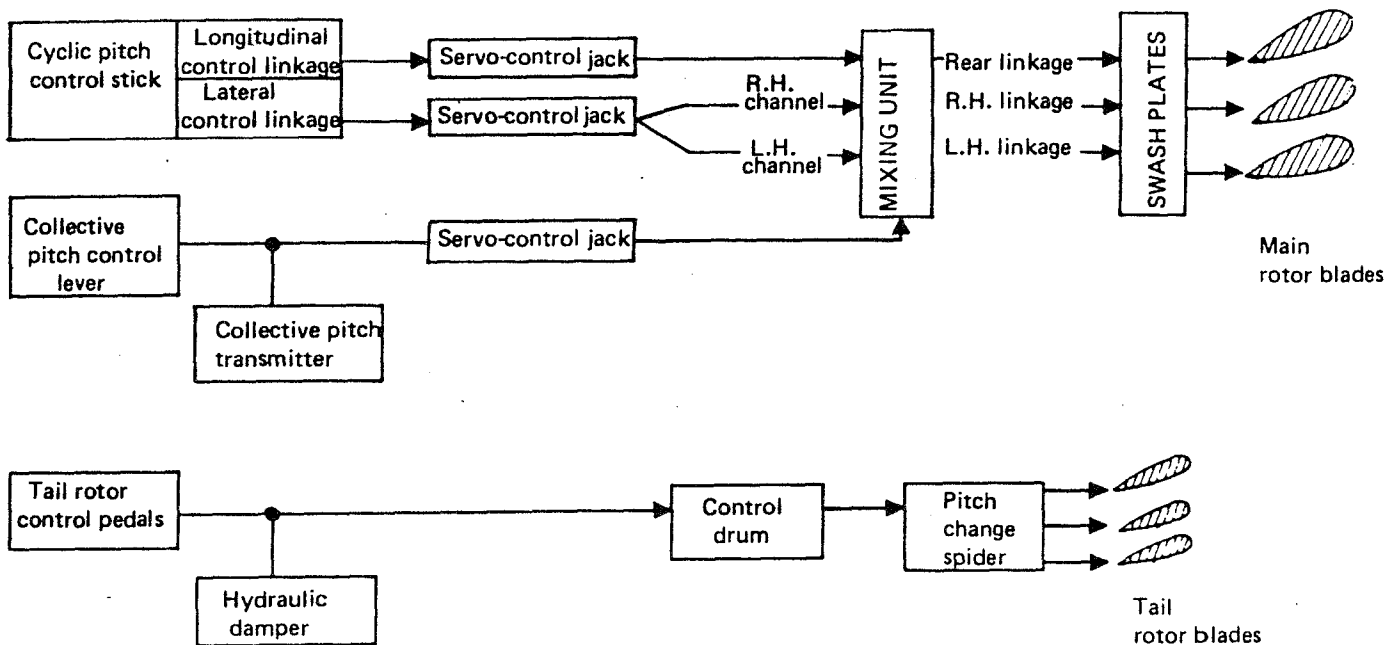 Cyclic pitch
control stick
Longitudinal
control linkage
Lateral
control linkage
Servo-control jack
Servo-control jack
R.H.
channel
L.H.
channel
MIXING UNIT
Rear linkage
R.H. linkage
L.H. linkage
SWASH PLATES
Main
rotor blades
Collective
pitch control
lever
Servo-control jack
Collective pitch
transmitter
Tail rotor
control pedals
Hydraulic
damper
Control
drum
Pitch
change
spider
Tail
rotor blades